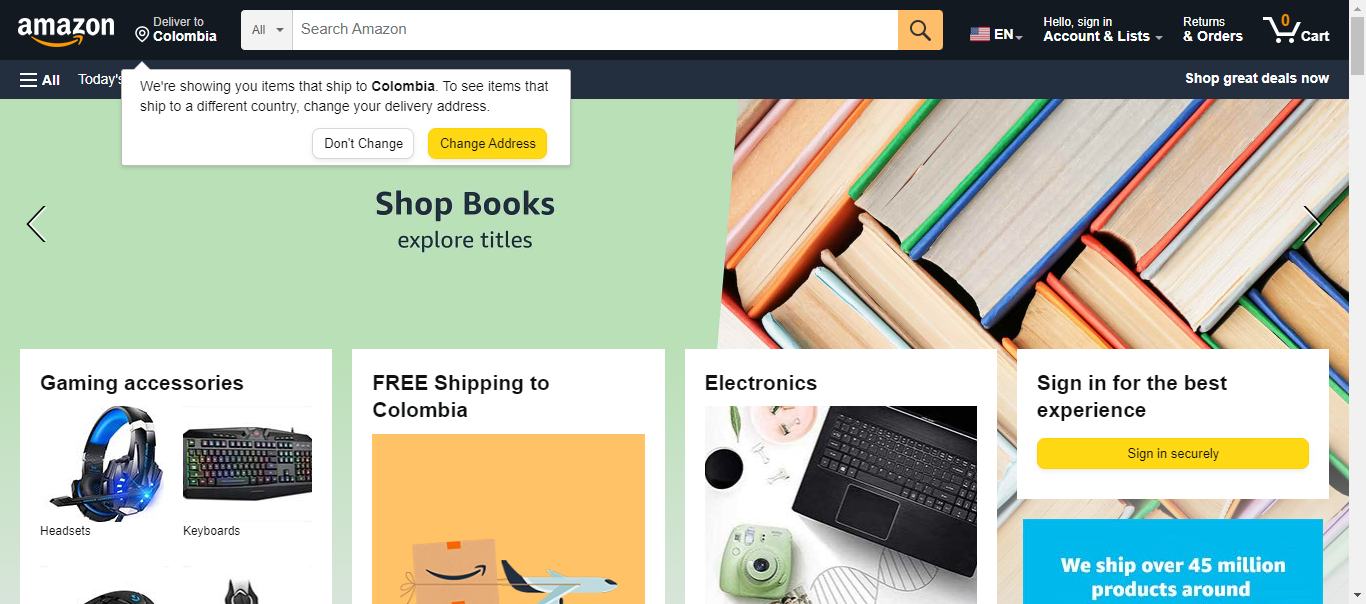 amazon
Deliver to
Colombia
All
Search Amazon
EN
Hello, sign in
Account & Lists
Returns
& Orders
0
Cart
All
Today's
Shop great deals now
We're showing you items that ship to Colombia. To see items that
ship to a different country, change your delivery address.
Don't Change
Change Address
Shop Books
explore titles
Gaming accessories
Headsets
Keyboards
FREE Shipping to
Colombia
Electronics
Sign in for the best
experience
Sign in securely
We ship over 45 million
products around